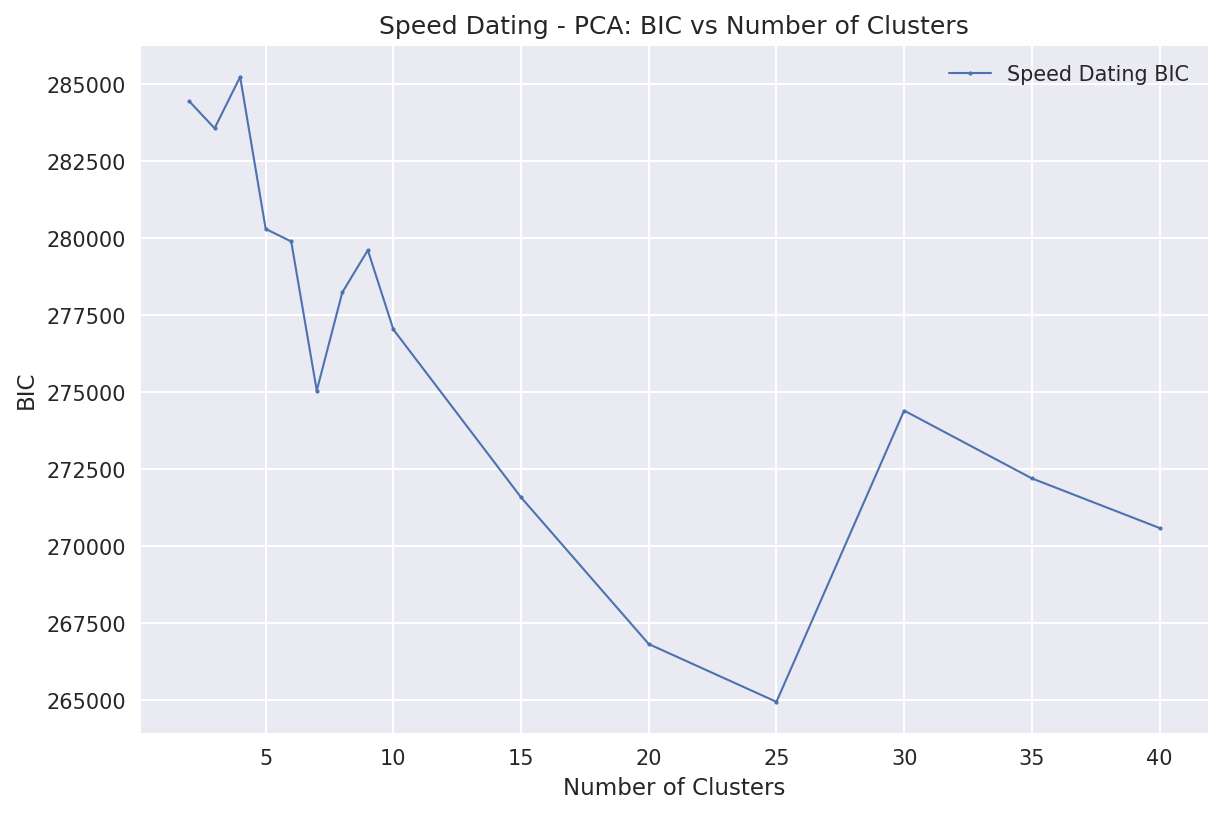 Speed Dating - PCA: BIC vs Number of Clusters
Speed Dating BIC
BIC
285000
282500
280000
277500
275000
272500
270000
267500
265000
5 10 15 20 25 30 35 40
Number of Clusters